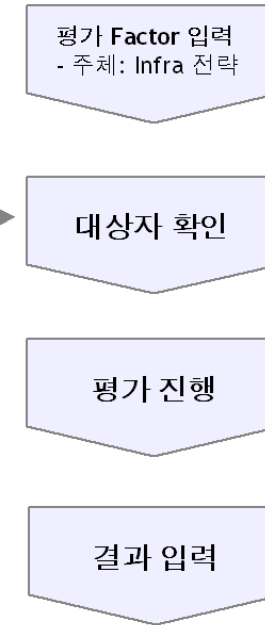 평가 Factor 입력
- 주체: Infra 전략
대상자 확인
평가 진행
결과 입력